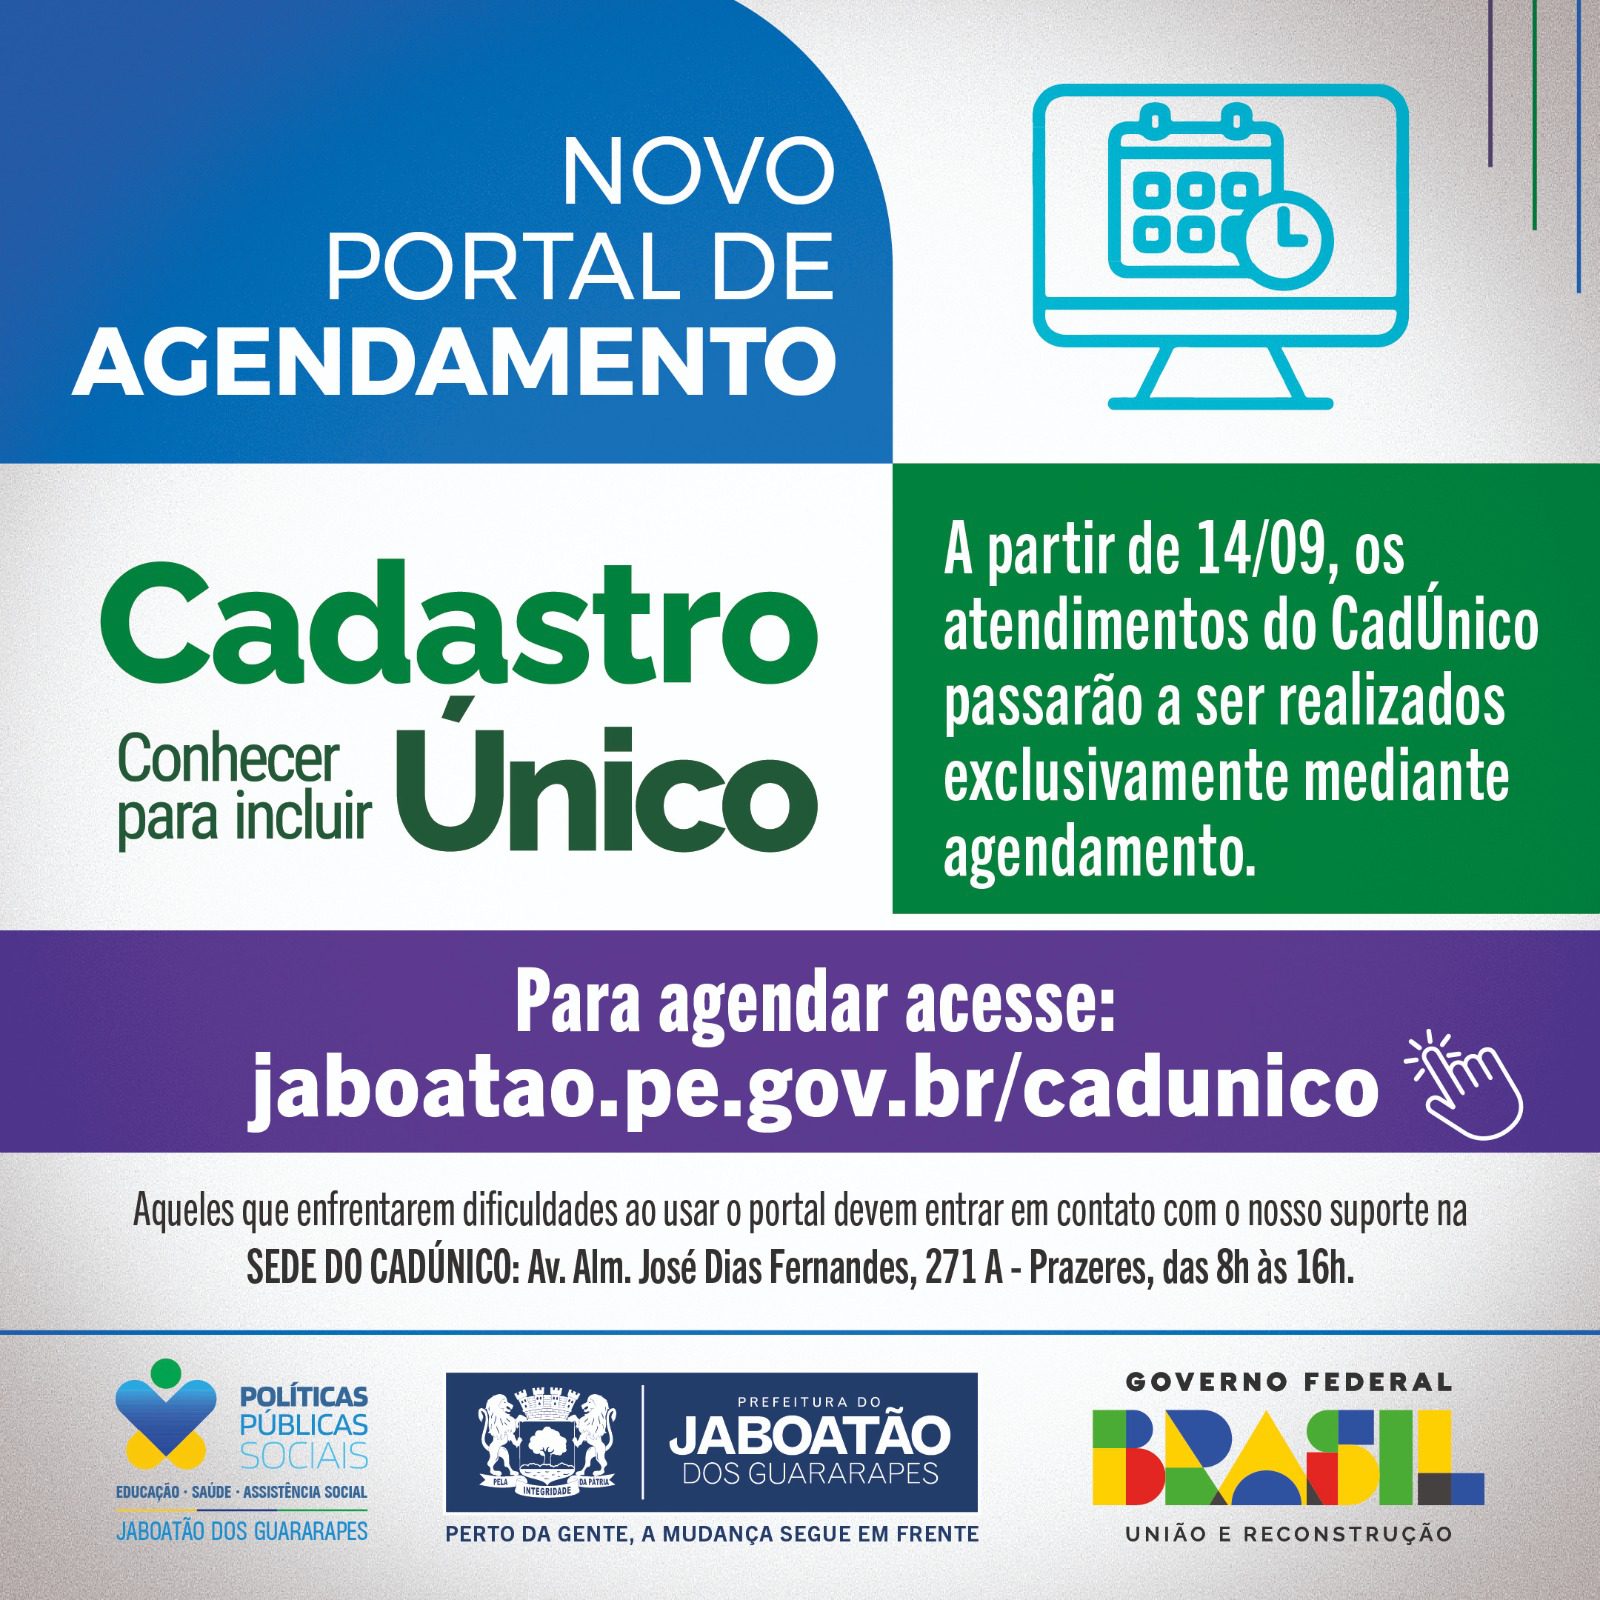 NOVO
PORTAL DE
AGENDAMENTO
Cadastro
Conhecer
para incluir
Único
A partir de 14/09, os
atendimentos do CadÚnico
passarão a ser realizados
exclusivamente mediante
agendamento.
Para agendar acesse:
jaboatao.pe.gov.br/cadunico
Aqueles que enfrentarem dificuldades ao usar o portal devem entrar em contato com o nosso suporte na
SEDE DO CADÚNICO: Av. Alm. José Dias Fernandes, 271 A - Prazeres, das 8h às 16h.
POLÍTICAS
PÚBLICAS
SOCIAIS
EDUCAÇÃO · SAÚDE · ASSISTÊNCIA SOCIAL
JABOATÃO DOS GUARARAPES
PELA
INTEGRIDADE
DA PÁTRIA
PREFEITURA DO
JABOATÃO
DOS GUARARAPES
PERTO DA GENTE, A MUDANÇA SEGUE EM FRENTE
GOVERNO FEDERAL
BRASIL
UNIÃO E RECONSTRUÇÃO